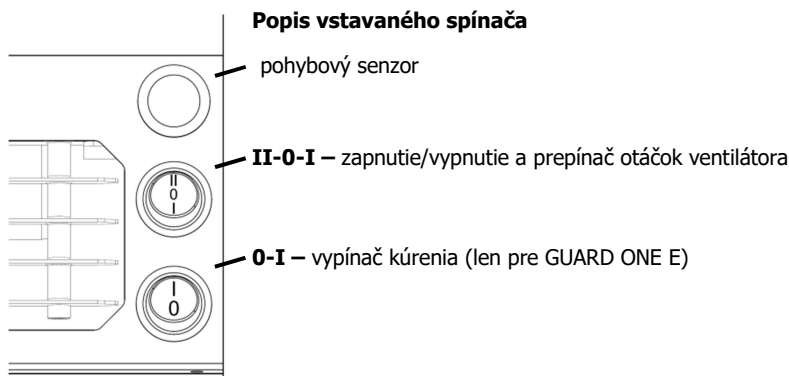 Popis vstavaného spínača
pohybový senzor
II-0-I – zapnutie/vypnutie a prepínač otáčok ventilátora
II
0
I
0-I – vypínač kúrenia (len pre GUARD ONE E)
I
0